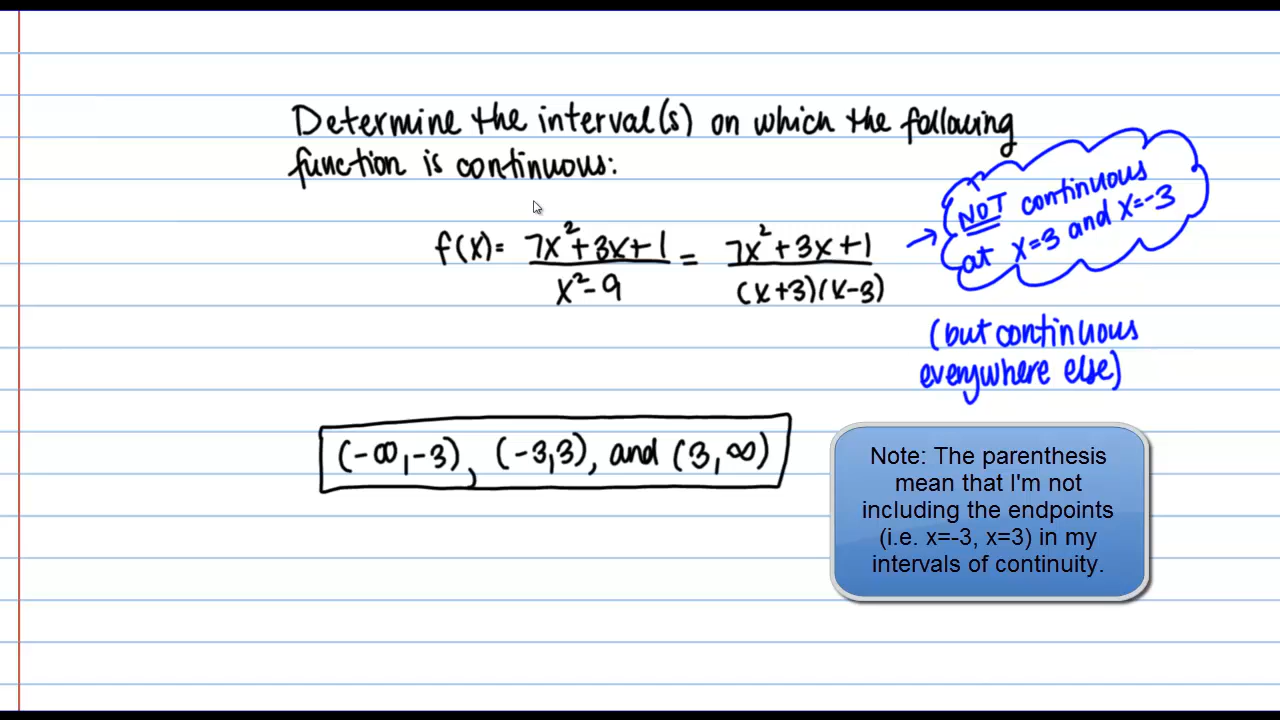 Determine the interval(s) on which the following
function is continuous:
f(x) = 7x²+3x+1 / x²-9 = 7x²+3x+1 / (x+3)(x-3)
→ NOT continuous
at x=3 and x=-3
(but continuous
everywhere else)
(-∞,-3), (-3,3), and (3,∞)
Note: The parenthesis
mean that I'm not
including the endpoints
(i.e. x=-3, x=3) in my
intervals of continuity.